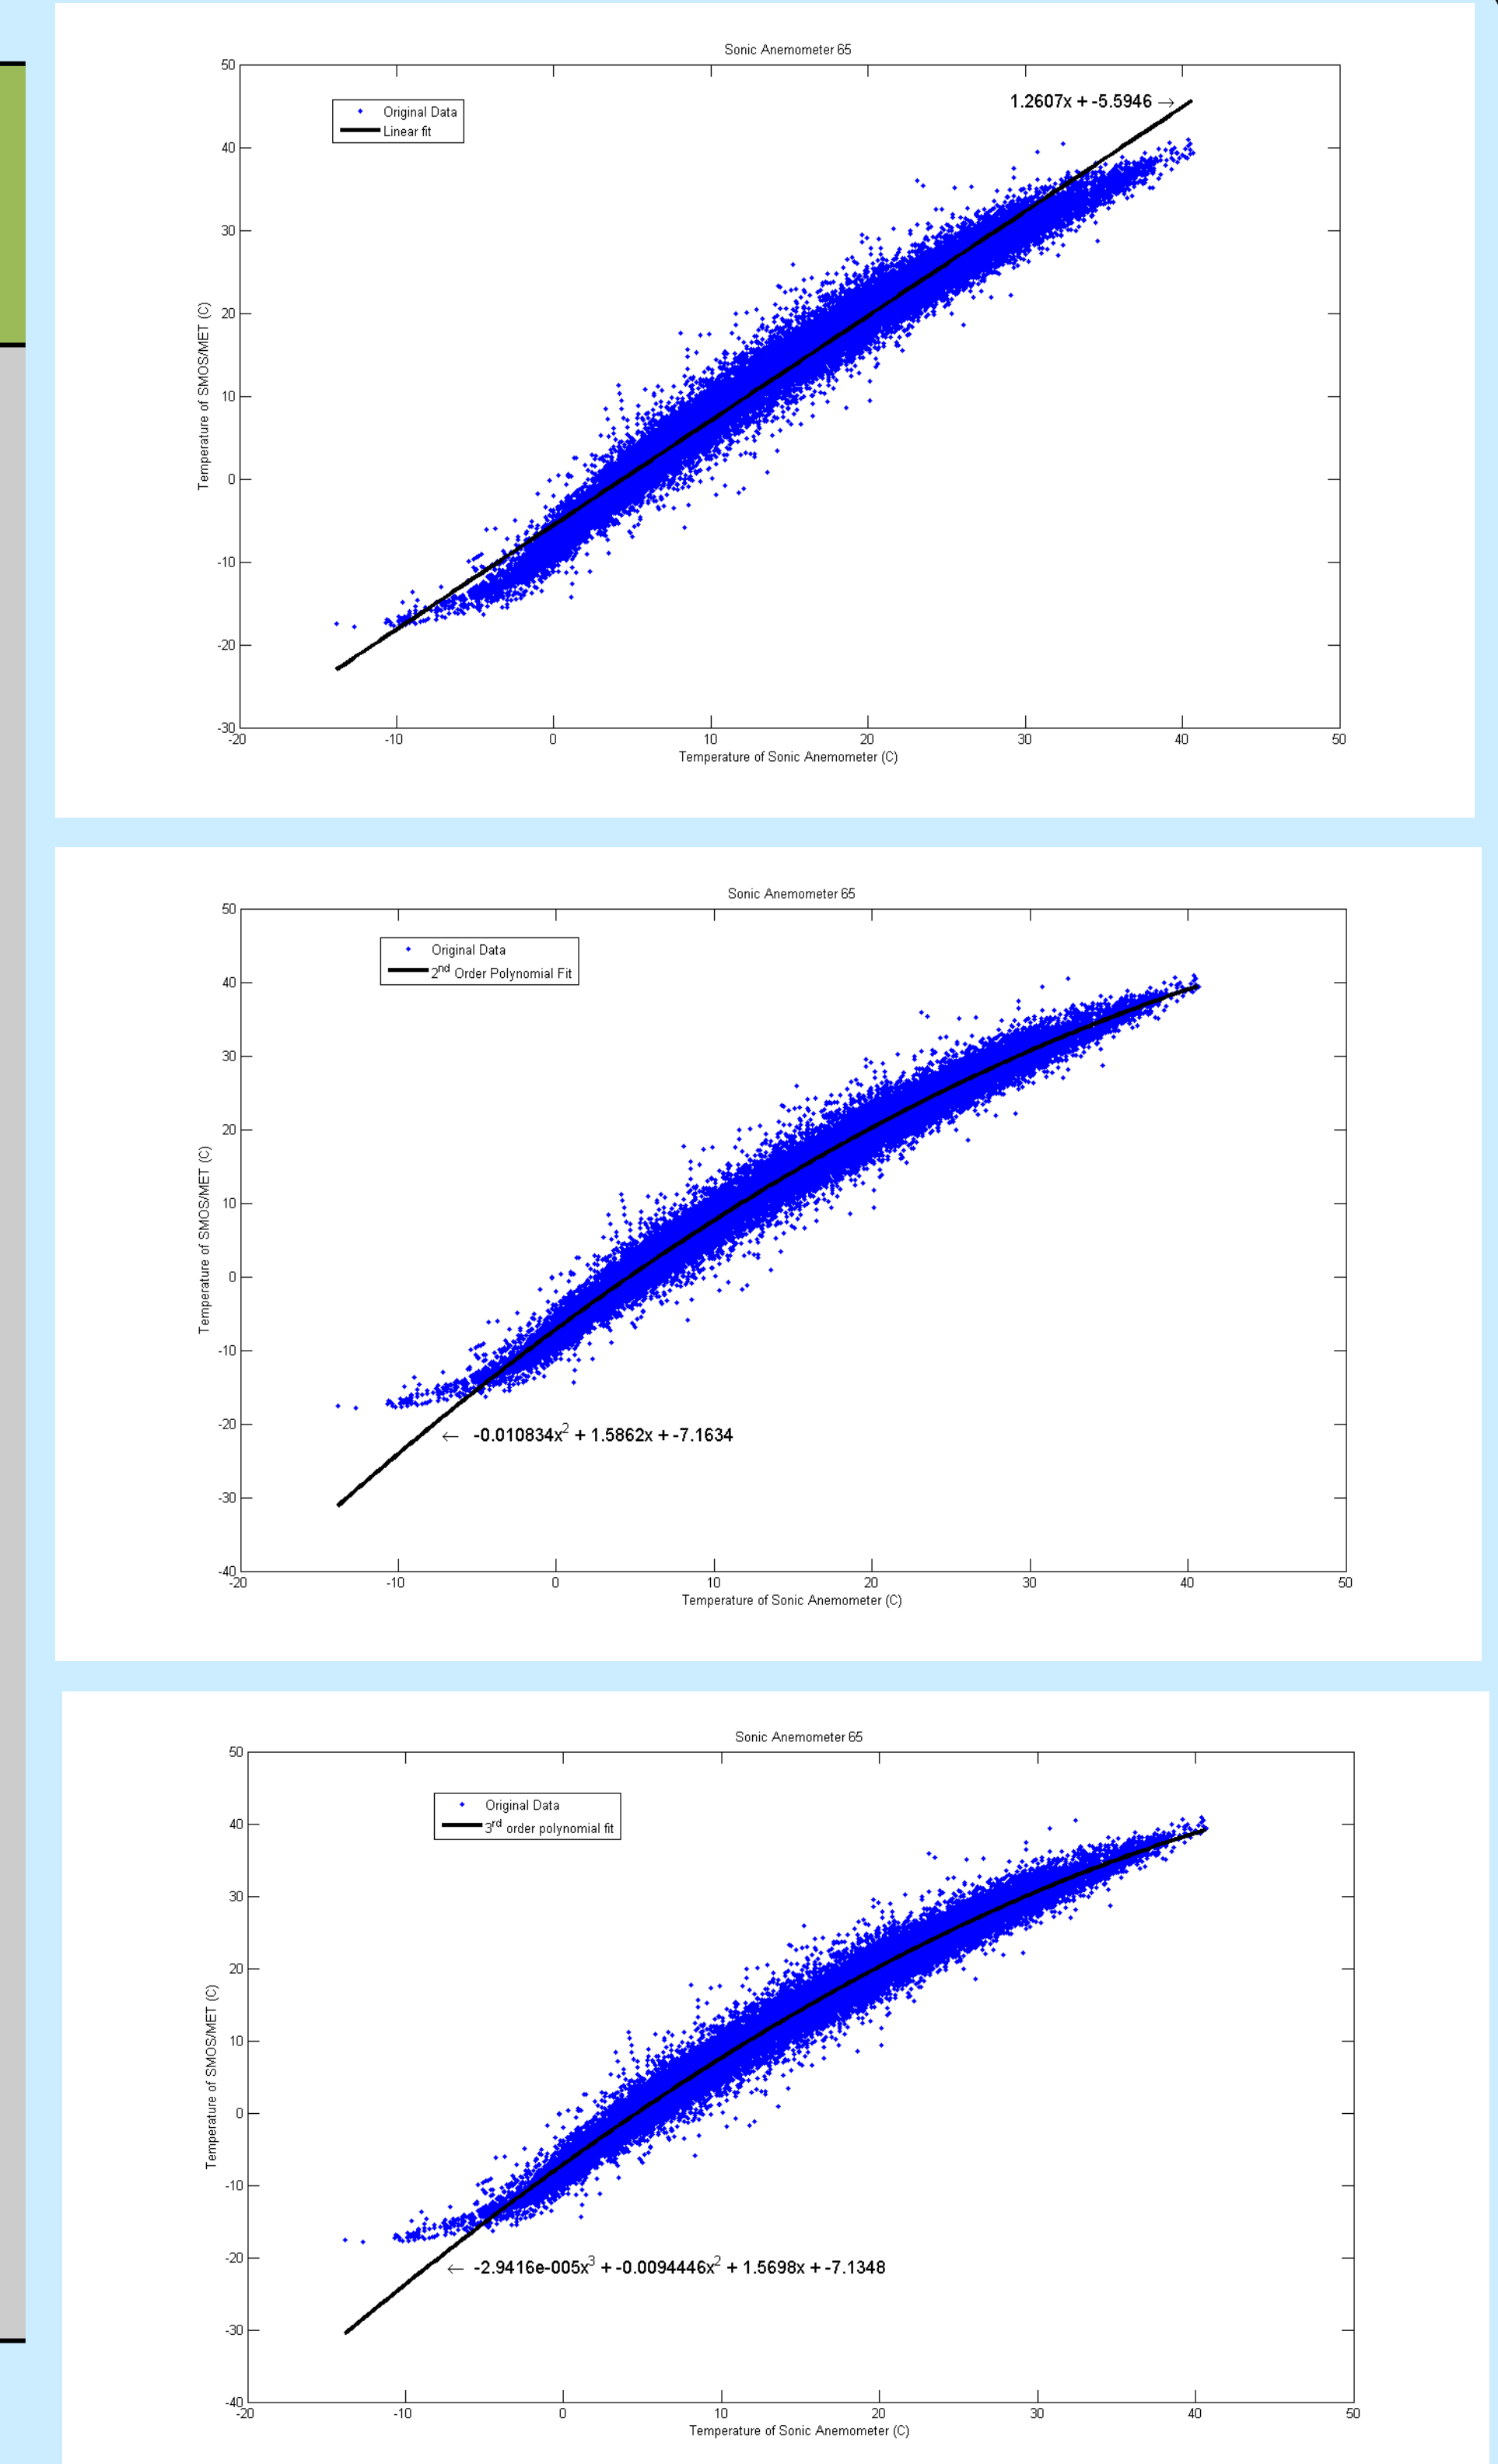 Sonic Anemometer 65
50
40
30
20
10
0
-10
-20
-30
Temperature of SMOS/MET (C)
Original Data
Linear fit
1.2607x + -5.5946 →
-20 -10 0 10 20 30 40 50
Temperature of Sonic Anemometer (C)
Sonic Anemometer 65
50
40
30
20
10
0
-10
-20
-30
-40
Temperature of SMOS/MET (C)
Original Data
2nd Order Polynomial Fit
← -0.010834x² + 1.5862x + -7.1634
-20 -10 0 10 20 30 40 50
Temperature of Sonic Anemometer (C)
Sonic Anemometer 65
50
40
30
20
10
0
-10
-20
-30
-40
Temperature of SMOS/MET (C)
Original Data
3rd order polynomial fit
← -2.9416e-005x³ + -0.0094446x² + 1.5698x + -7.1348
-20 -10 0 10 20 30 40 50
Temperature of Sonic Anemometer (C)